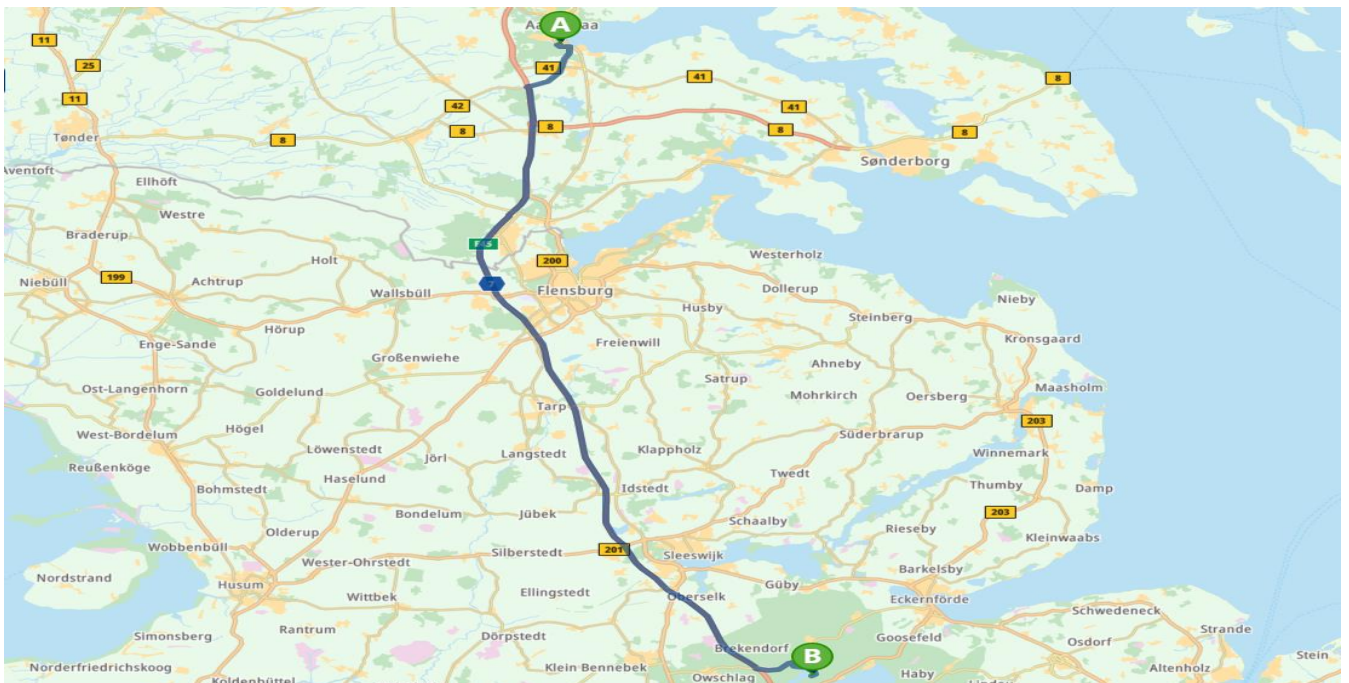 A
11
25
11
41
41
8
42
41
8
8
8
8
8
Tønder
Sønderborg
Aventoft
Ellhöft
Westre
Braderup
E45
Westerholz
Holt
200
Niebüll
199
Achtrup
Wallsbüll
7
Flensburg
Dollerup
Nieby
Husby
Steinberg
Hörup
Enge-Sande
Freienwill
Kronsgaard
Großenwiehe
Ahneby
Ost-Langenhorn
Goldelund
Satrup
Mohrkirch
Oersberg
Maasholm
Tarp
203
West-Bordelum
Högel
Süderbrarup
Löwenstedt
Jörl
Langstedt
Klappholz
Winnemark
Reußenköge
Haselund
Twedt
Bohmstedt
Idstedt
Thumby
Damp
Bondelum
Jübek
203
Olderup
Schaalby
Rieseby
Kleinwaabs
Wobbenbüll
Silberstedt
201
Sleeswijk
Wester-Ohrstedt
Nordstrand
Husum
Güby
Barkelsby
Wittbek
Ellingstedt
Oberselk
Eckernförde
Schwedeneck
Simonsberg
Rantrum
Dörpstedt
Goosefeld
Osdorf
Strande
Brekendorf
B
Stein
Norderfriedrichskoog
Klein Bennebek
Owschlag
Haby
Altenholz
Koldenbüttel